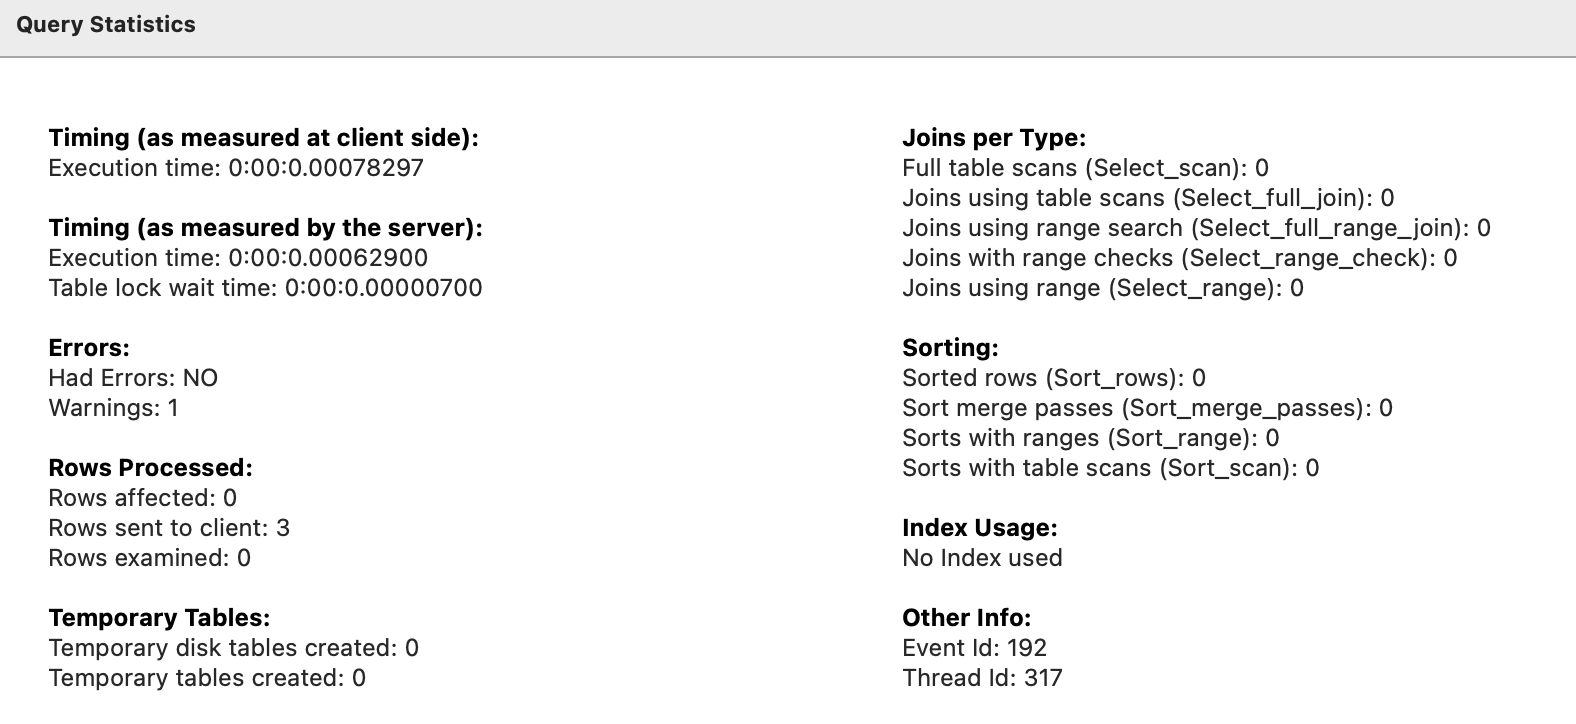 Query Statistics
Timing (as measured at client side):
Execution time: 0:00:0.00078297
Timing (as measured by the server):
Execution time: 0:00:0.00062900
Table lock wait time: 0:00:0.00000700
Errors:
Had Errors: NO
Warnings: 1
Rows Processed:
Rows affected: 0
Rows sent to client: 3
Rows examined: 0
Temporary Tables:
Temporary disk tables created: 0
Temporary tables created: 0
Joins per Type:
Full table scans (Select_scan): 0
Joins using table scans (Select_full_join): 0
Joins using range search (Select_full_range_join): 0
Joins with range checks (Select_range_check): 0
Joins using range (Select_range): 0
Sorting:
Sorted rows (Sort_rows): 0
Sort merge passes (Sort_merge_passes): 0
Sorts with ranges (Sort_range): 0
Sorts with table scans (Sort_scan): 0
Index Usage:
No Index used
Other Info:
Event Id: 192
Thread Id: 317